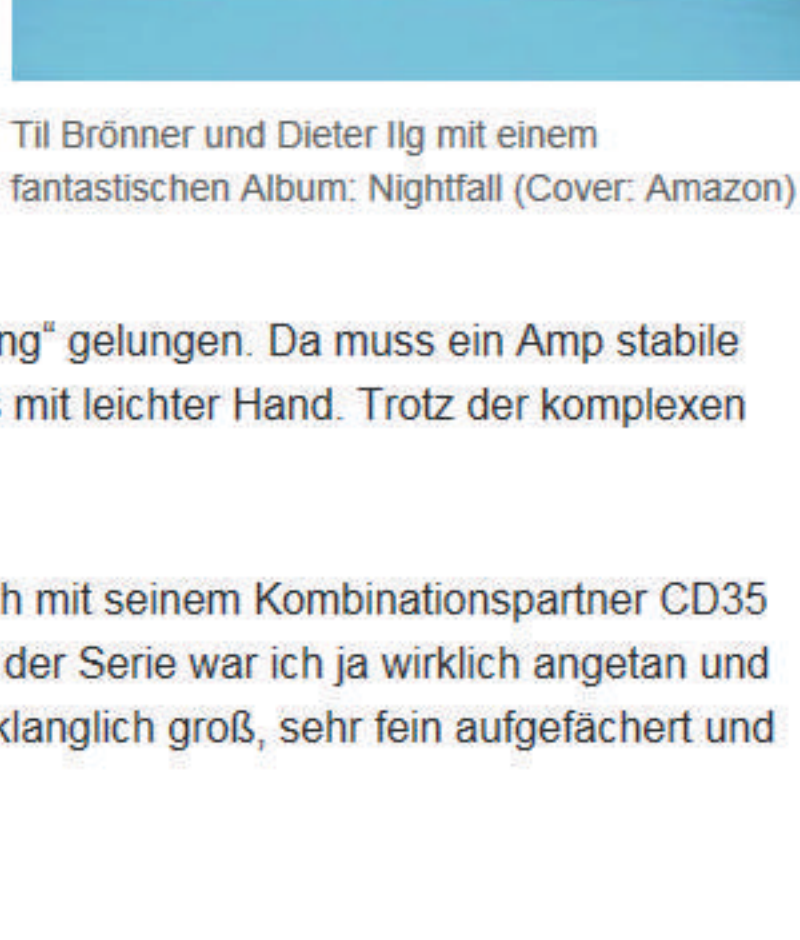 Til Brönner und Dieter Ilg mit einem
fantastischen Album: Nightfall (Cover: Amazon)
ng“ gelungen. Da muss ein Amp stabile
mit leichter Hand. Trotz der komplexen
h mit seinem Kombinationspartner CD35
der Serie war ich ja wirklich angetan und
klanglich groß, sehr fein aufgefächert und